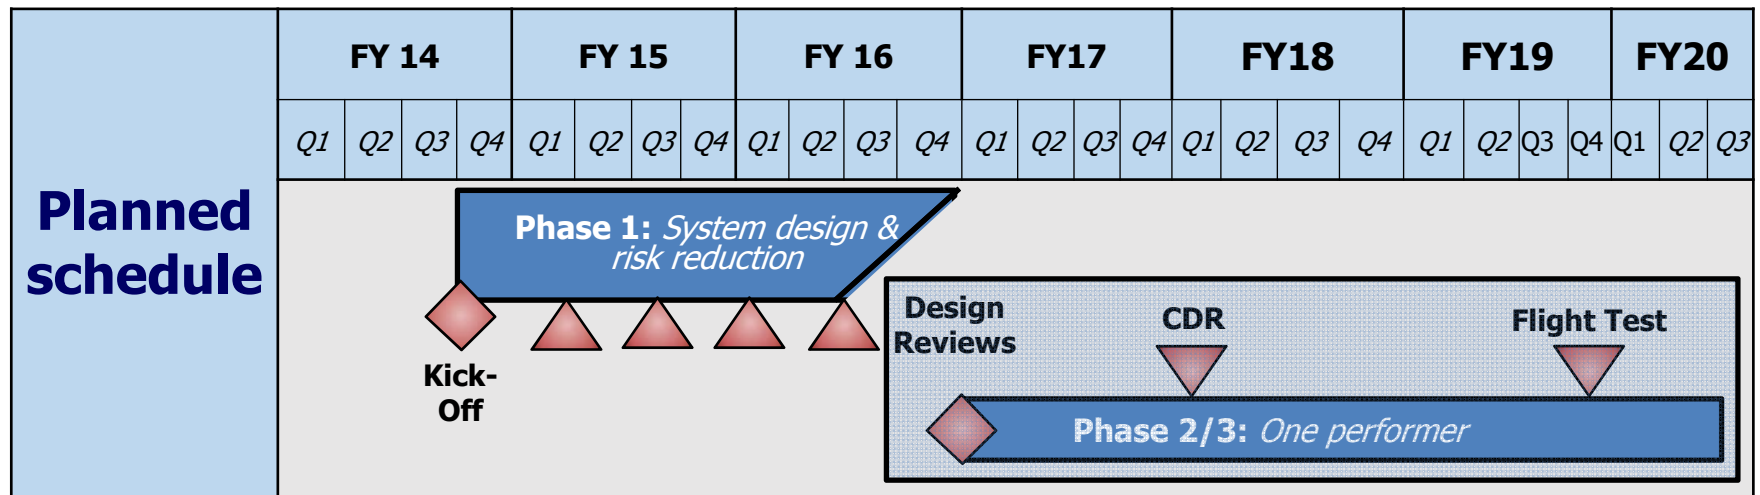 FY 14 FY 15 FY 16 FY17 FY18 FY19 FY20
Q1 Q2 Q3 Q4 Q1 Q2 Q3 Q4 Q1 Q2 Q3 Q4 Q1 Q2 Q3 Q4 Q1 Q2 Q3 Q4 Q1 Q2 Q3 Q4 Q1 Q2 Q3
Planned
schedule
Phase 1: System design &
risk reduction
Kick-
Off
Design
Reviews
CDR
Flight Test
Phase 2/3: One performer